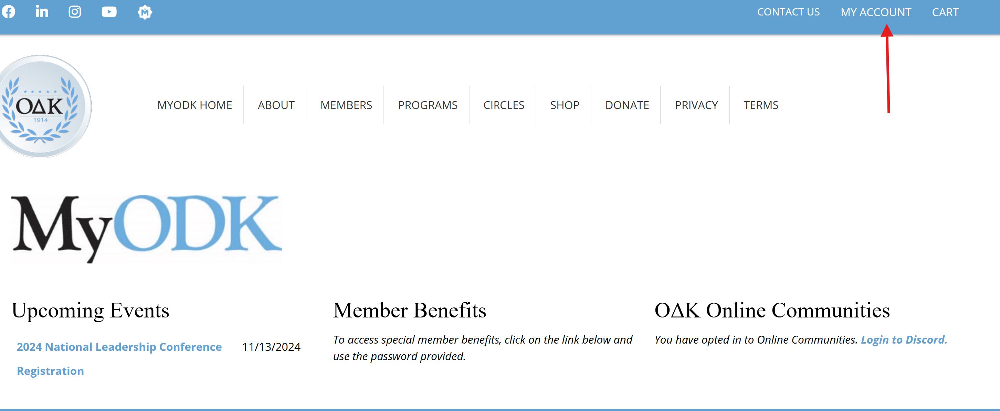 CONTACT US MY ACCOUNT CART
ΟΔΚ
1914
MYODK HOME ABOUT MEMBERS PROGRAMS CIRCLES SHOP DONATE PRIVACY TERMS
MyODK
Upcoming Events
2024 National Leadership Conference 11/13/2024
Registration
Member Benefits
To access special member benefits, click on the link below and
use the password provided.
OΔK Online Communities
You have opted in to Online Communities. Login to Discord.